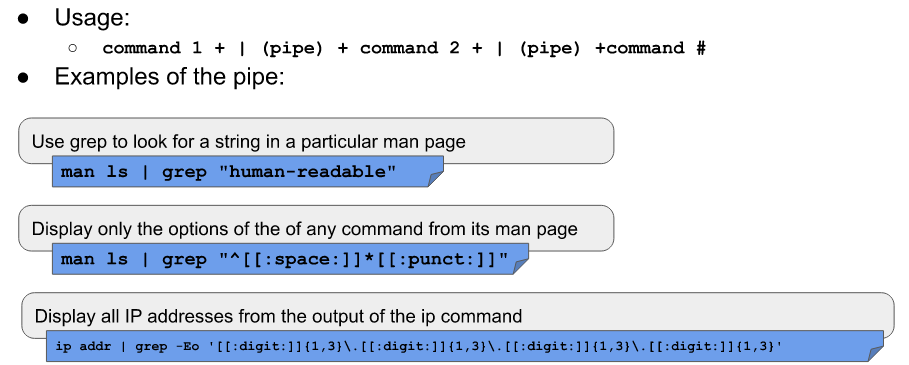 ● Usage:
○ command 1 + | (pipe) + command 2 + | (pipe) +command #
● Examples of the pipe:
Use grep to look for a string in a particular man page
man ls | grep "human-readable"
Display only the options of the of any command from its man page
man ls | grep "^[[:space:]]*[[:punct:]]"
Display all IP addresses from the output of the ip command
ip addr | grep -Eo '[[:digit:]]{1,3}\.[[:digit:]]{1,3}\.[[:digit:]]{1,3}\.[[:digit:]]{1,3}'